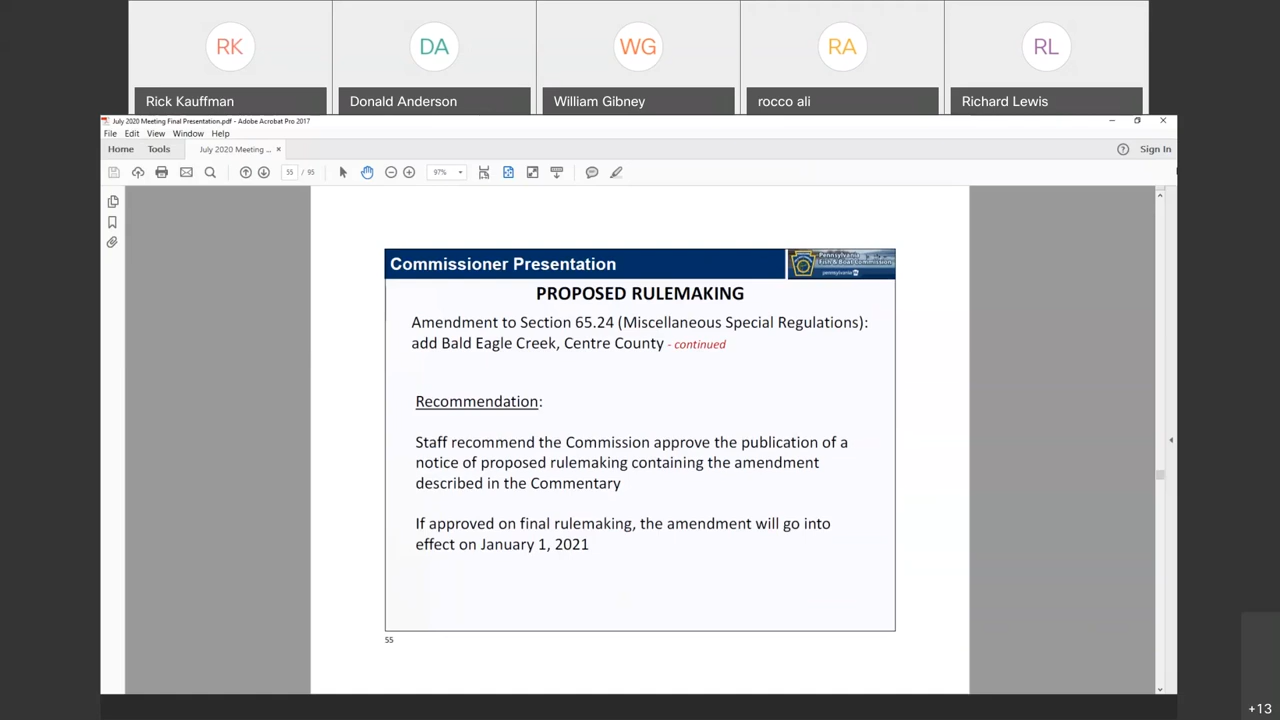 RK
DA
WG
RA
RL
Rick Kauffman
Donald Anderson
William Gibney
rocco ali
Richard Lewis
July 2020 Meeting Final Presentation.pdf - Adobe Acrobat Pro 2017
File Edit View Window Help
Home Tools July 2020 Meeting ... × Sign In
55 / 95 97%
Commissioner Presentation
Pennsylvania
Fish & Boat Commission
pennsylvania
PROPOSED RULEMAKING
Amendment to Section 65.24 (Miscellaneous Special Regulations):
add Bald Eagle Creek, Centre County - continued
Recommendation:
Staff recommend the Commission approve the publication of a
notice of proposed rulemaking containing the amendment
described in the Commentary
If approved on final rulemaking, the amendment will go into
effect on January 1, 2021
55
+13